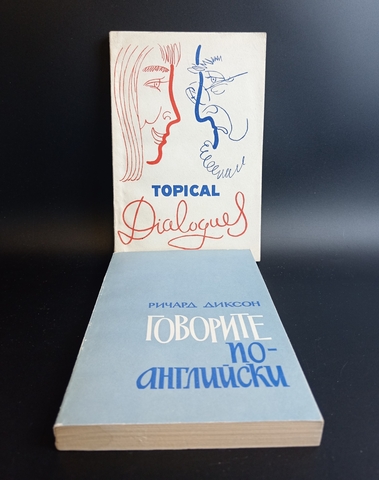 TOPICAL
Dialogues
РИЧАРД ДИКСОН
ГОВОРИТЕ
ПО-
АНГЛИЙСКИ